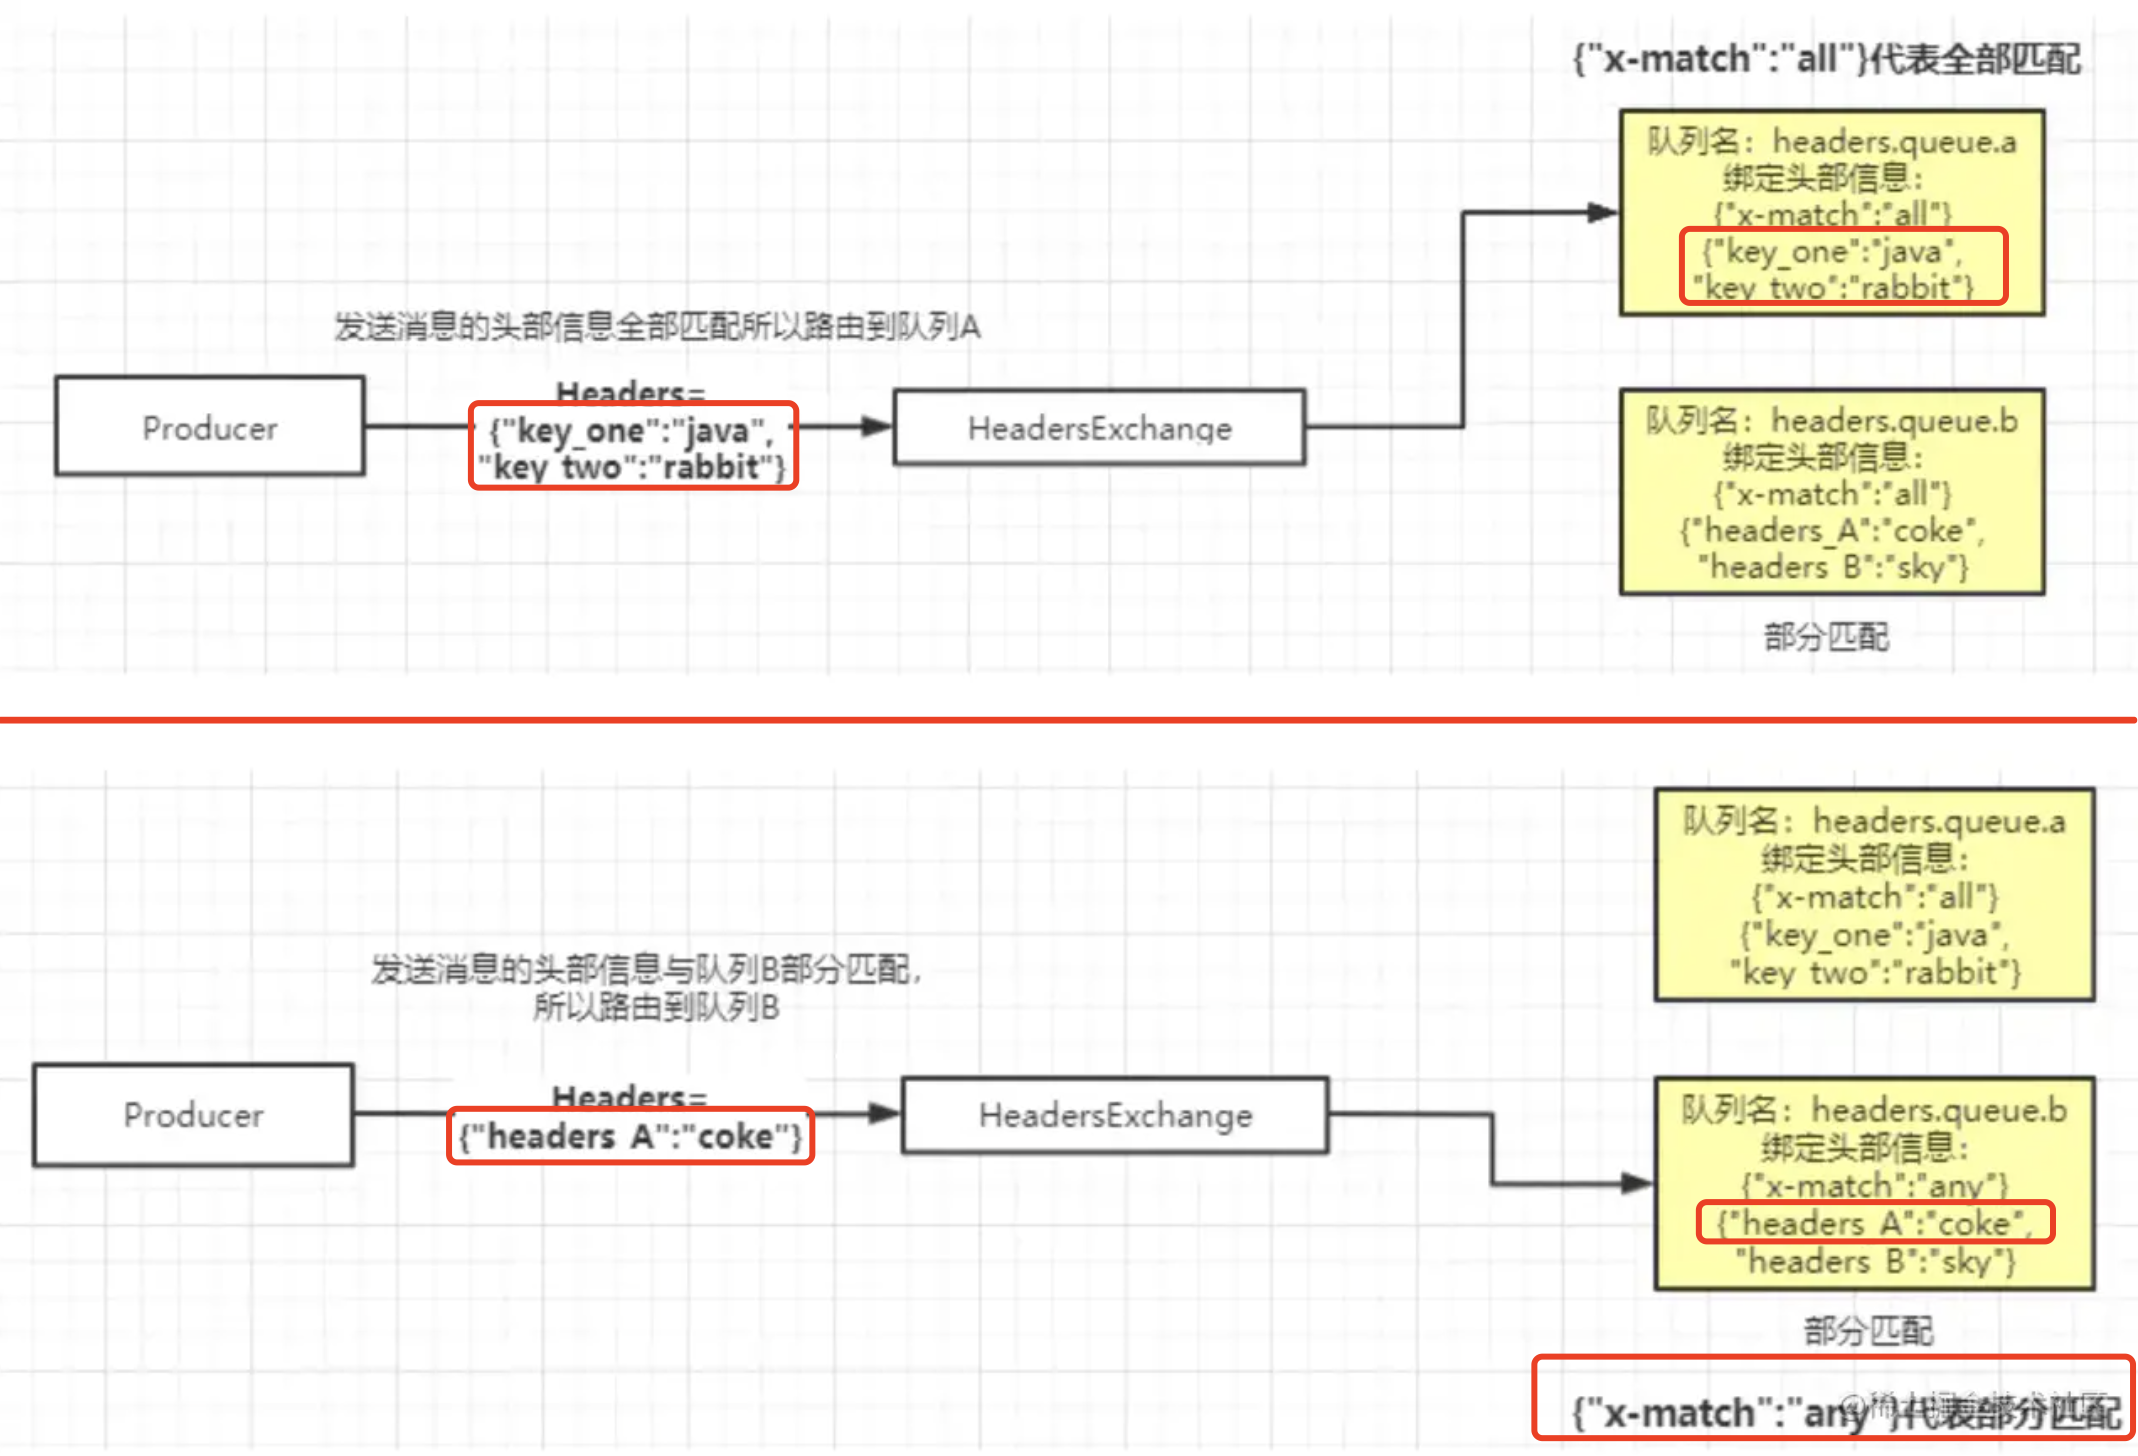 {"x-match":"all"}代表全部匹配
队列名：headers.queue.a
绑定头部信息：
{"x-match":"all"}
{"key_one":"java",
"key_two":"rabbit"}
发送消息的头部信息全部匹配所以路由到队列A
Producer
Headers=
{"key_one":"java",
"key_two":"rabbit"}
HeadersExchange
队列名：headers.queue.b
绑定头部信息：
{"x-match":"all"}
{"headers_A":"coke",
"headers_B":"sky"}
部分匹配
队列名：headers.queue.a
绑定头部信息：
{"x-match":"all"}
{"key_one":"java",
"key_two":"rabbit"}
发送消息的头部信息与队列B部分匹配，
所以路由到队列B
Producer
Headers=
{"headers_A":"coke"}
HeadersExchange
队列名：headers.queue.b
绑定头部信息：
{"x-match":"any"}
{"headers_A":"coke",
"headers_B":"sky"}
部分匹配
{"x-match":"any"}代表部分匹配
@稀土掘金技术社区